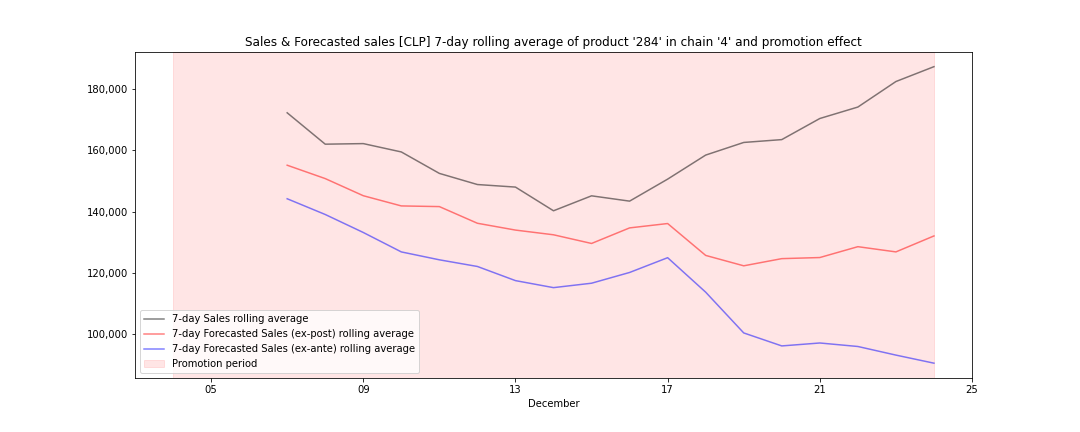 Sales & Forecasted sales [CLP] 7-day rolling average of product '284' in chain '4' and promotion effect
180,000
160,000
140,000
120,000
100,000
7-day Sales rolling average
7-day Forecasted Sales (ex-post) rolling average
7-day Forecasted Sales (ex-ante) rolling average
Promotion period
05 09 13 17 21 25
December